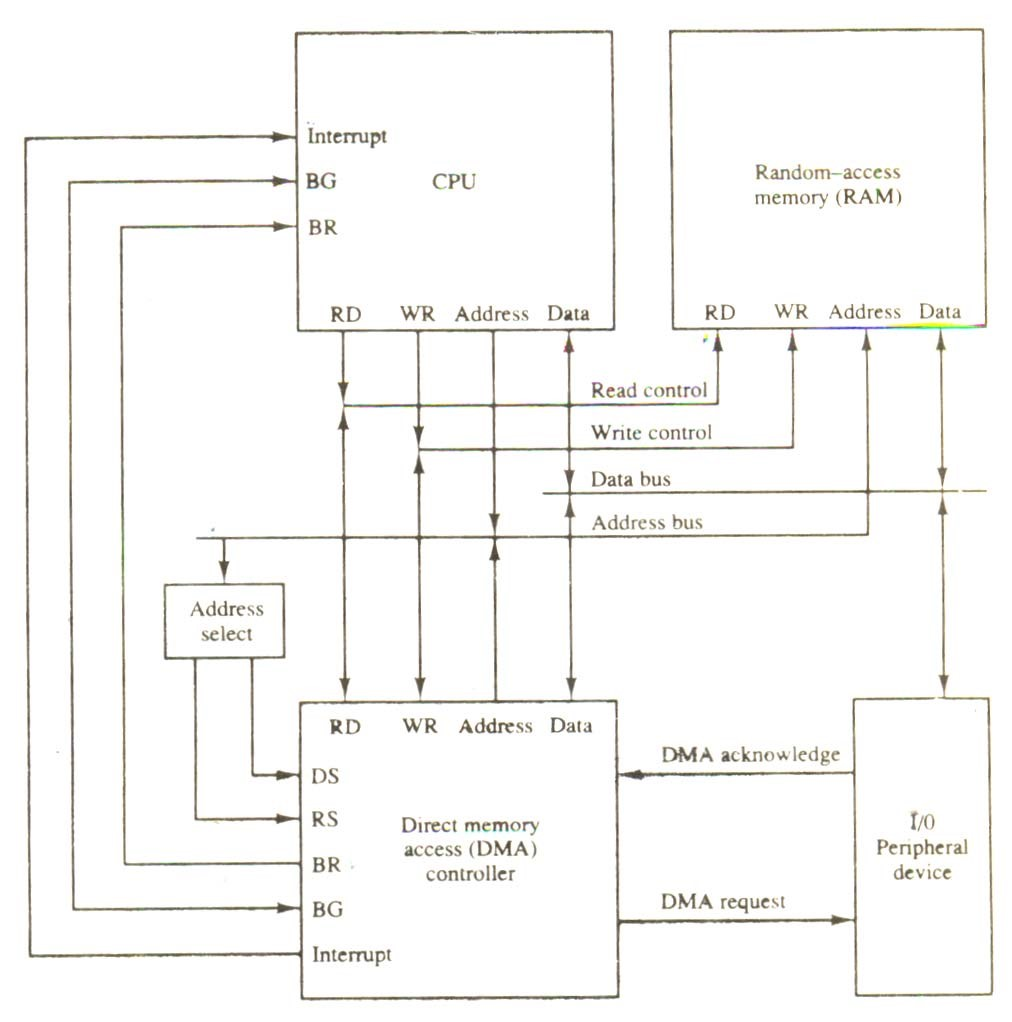 Interrupt
BG
CPU
BR
RD
WR
Address
Data
Random-access
memory (RAM)
RD
WR
Address
Data
Read control
Write control
Data bus
Address bus
Address
select
RD
WR
Address
Data
DS
RS
BR
BG
Interrupt
Direct memory
access (DMA)
controller
DMA acknowledge
DMA request
I/O
Peripheral
device